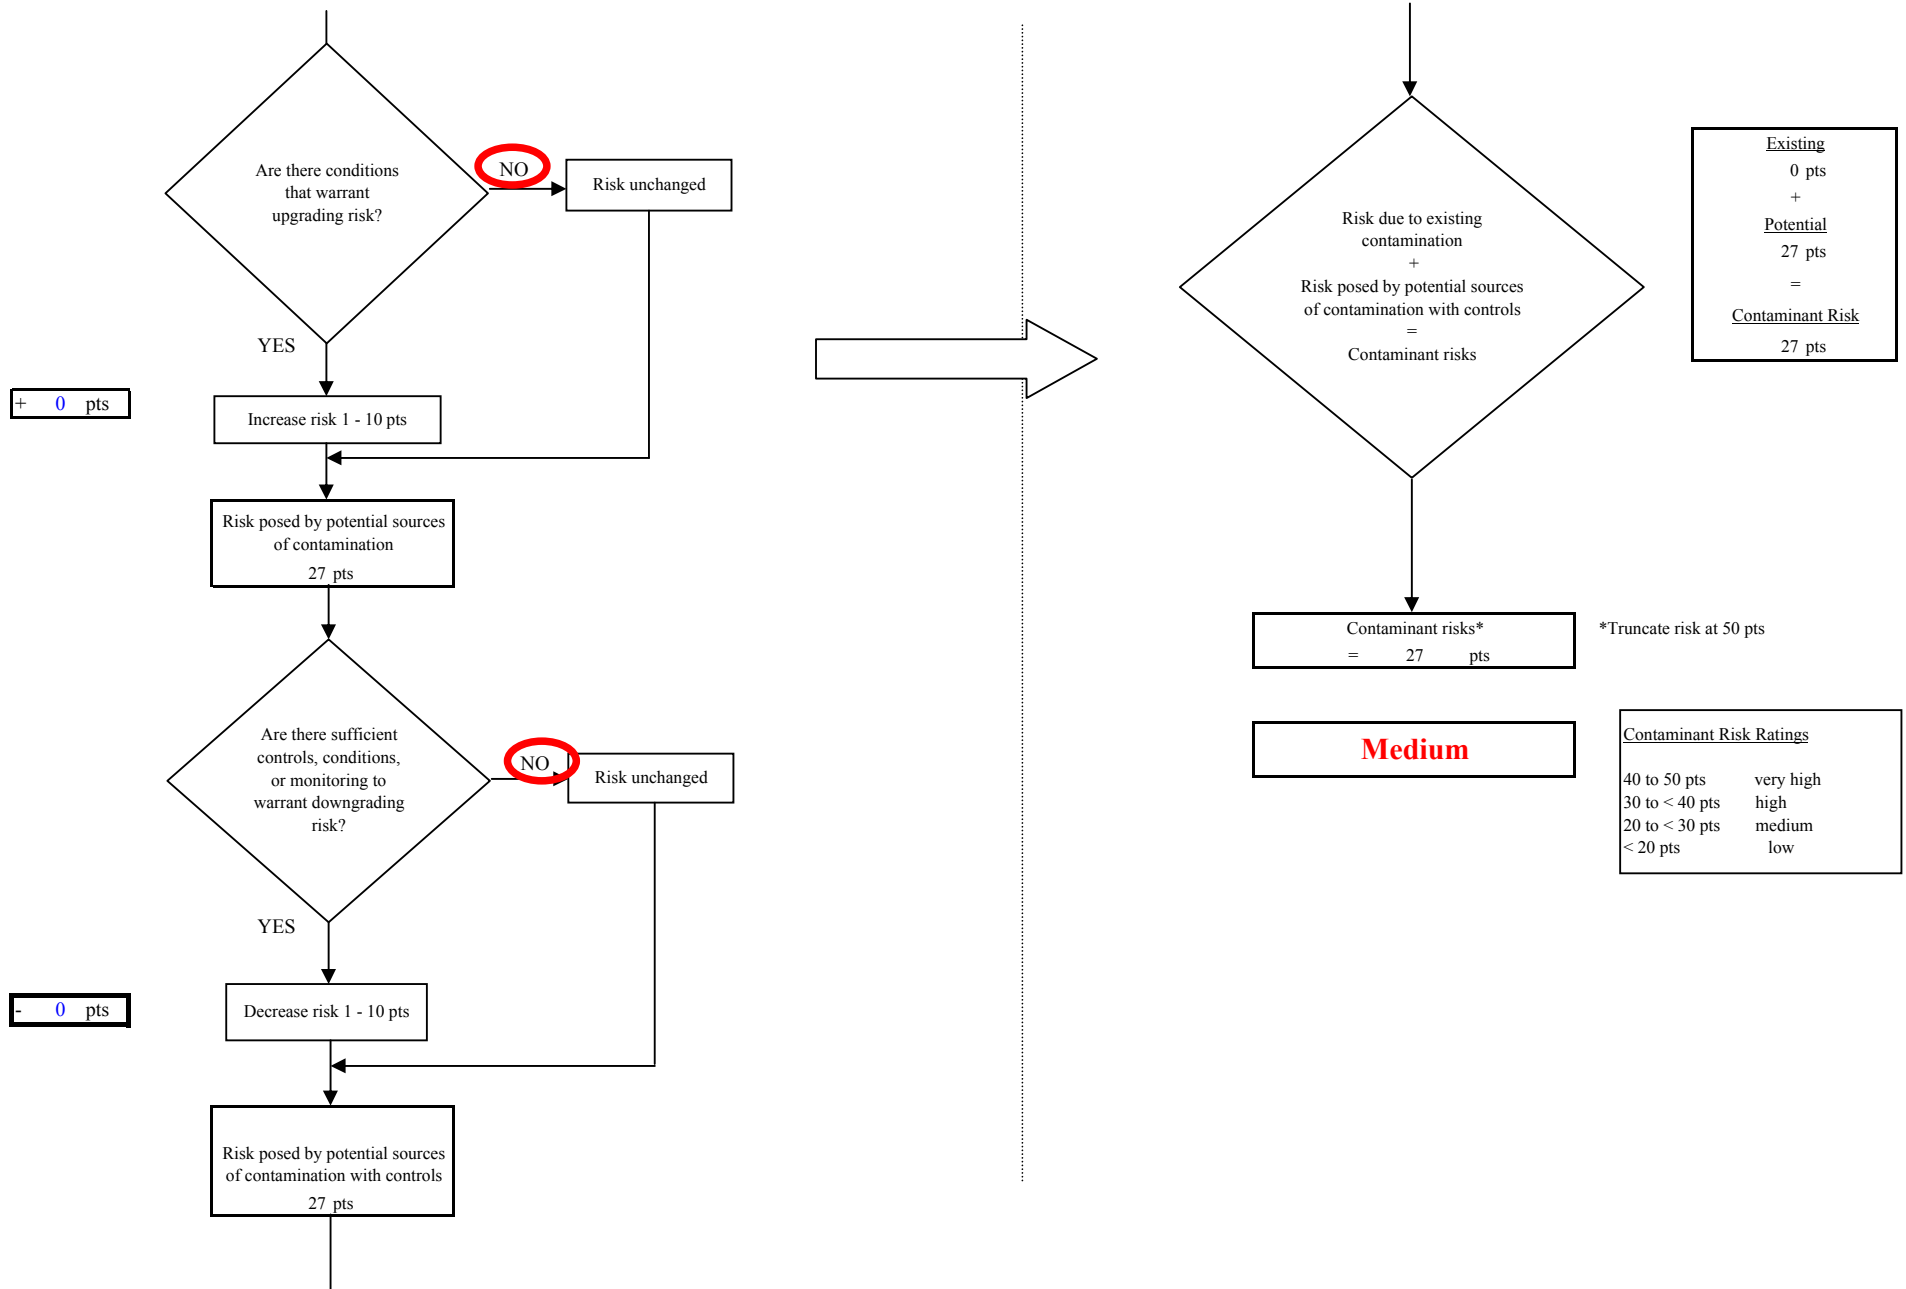 Are there conditions
that warrant
upgrading risk?
NO
Risk unchanged
YES
+ 0 pts
Increase risk 1 - 10 pts
Risk posed by potential sources
of contamination
27 pts
Are there sufficient
controls, conditions,
or monitoring to
warrant downgrading
risk?
NO
Risk unchanged
YES
- 0 pts
Decrease risk 1 - 10 pts
Risk posed by potential sources
of contamination with controls
27 pts
Risk due to existing
contamination
+
Risk posed by potential sources
of contamination with controls
=
Contaminant risks
Existing
0 pts
+
Potential
27 pts
=
Contaminant Risk
27 pts
Contaminant risks*
= 27 pts
*Truncate risk at 50 pts
Medium
Contaminant Risk Ratings
40 to 50 pts very high
30 to < 40 pts high
20 to < 30 pts medium
< 20 pts low